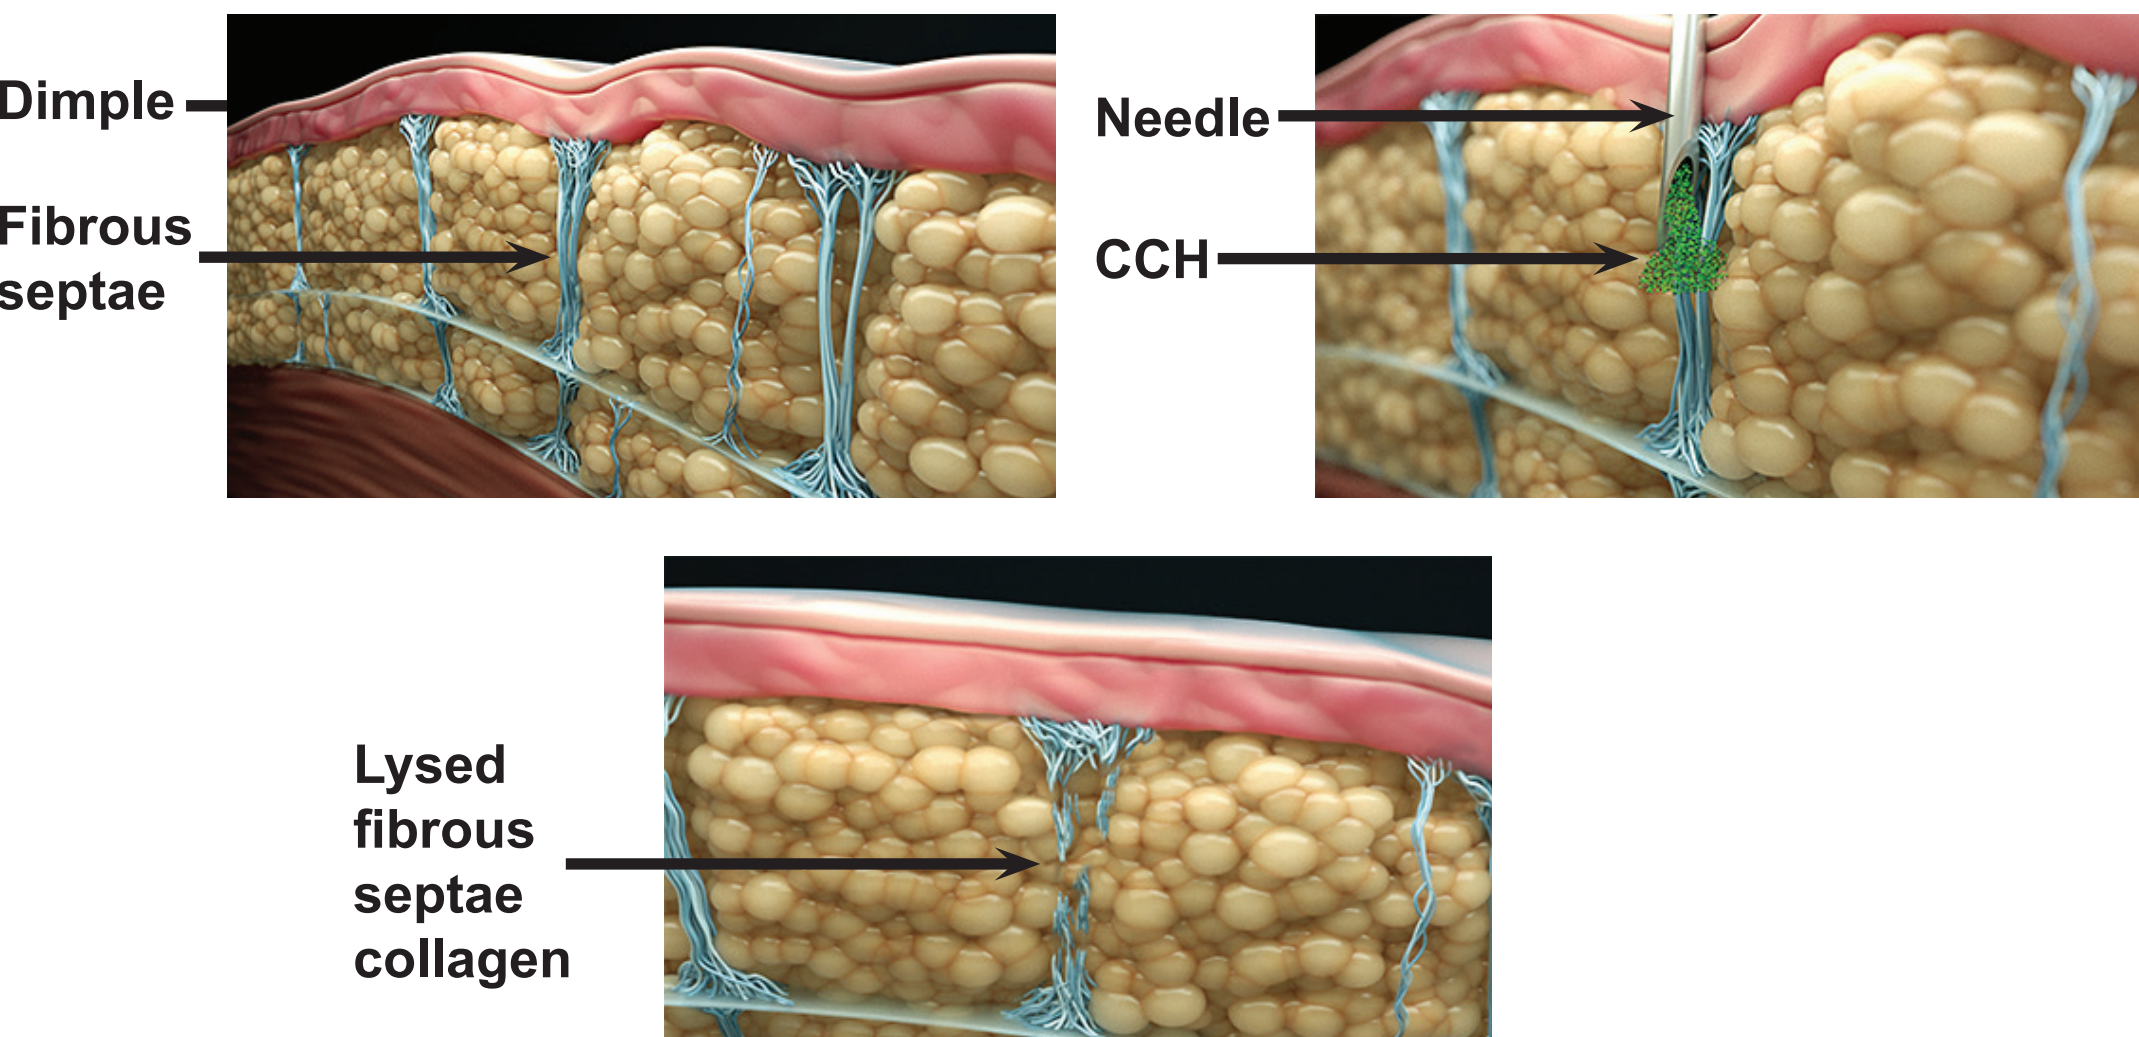 Dimple
Fibrous
septae
Needle
CCH
Lysed
fibrous
septae
collagen